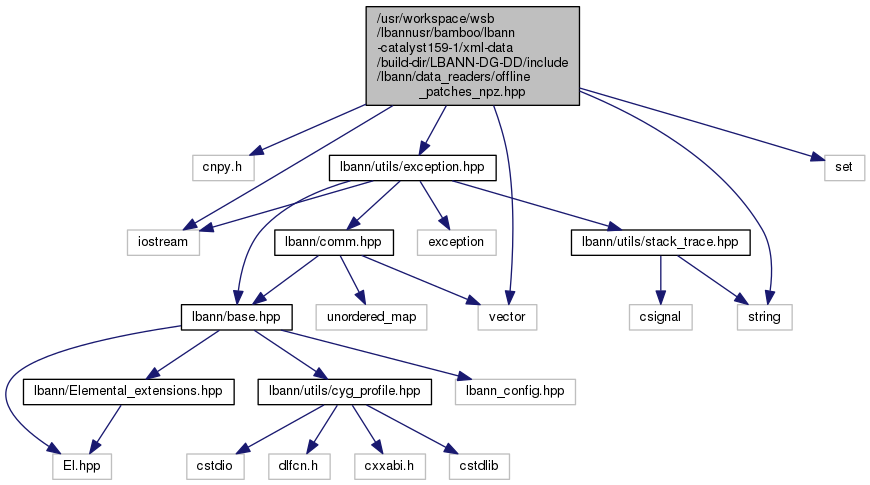 /usr/workspace/wsb
/lbannusr/bamboo/lbann
-catalyst159-1/xml-data
/build-dir/LBANN-DG-DD/include
/lbann/data_readers/offline
_patches_npz.hpp
cnpy.h
lbann/utils/exception.hpp
set
iostream
lbann/comm.hpp
exception
lbann/utils/stack_trace.hpp
lbann/base.hpp
unordered_map
vector
csignal
string
lbann/Elemental_extensions.hpp
lbann/utils/cyg_profile.hpp
lbann_config.hpp
El.hpp
cstdio
dlfcn.h
cxxabi.h
cstdlib